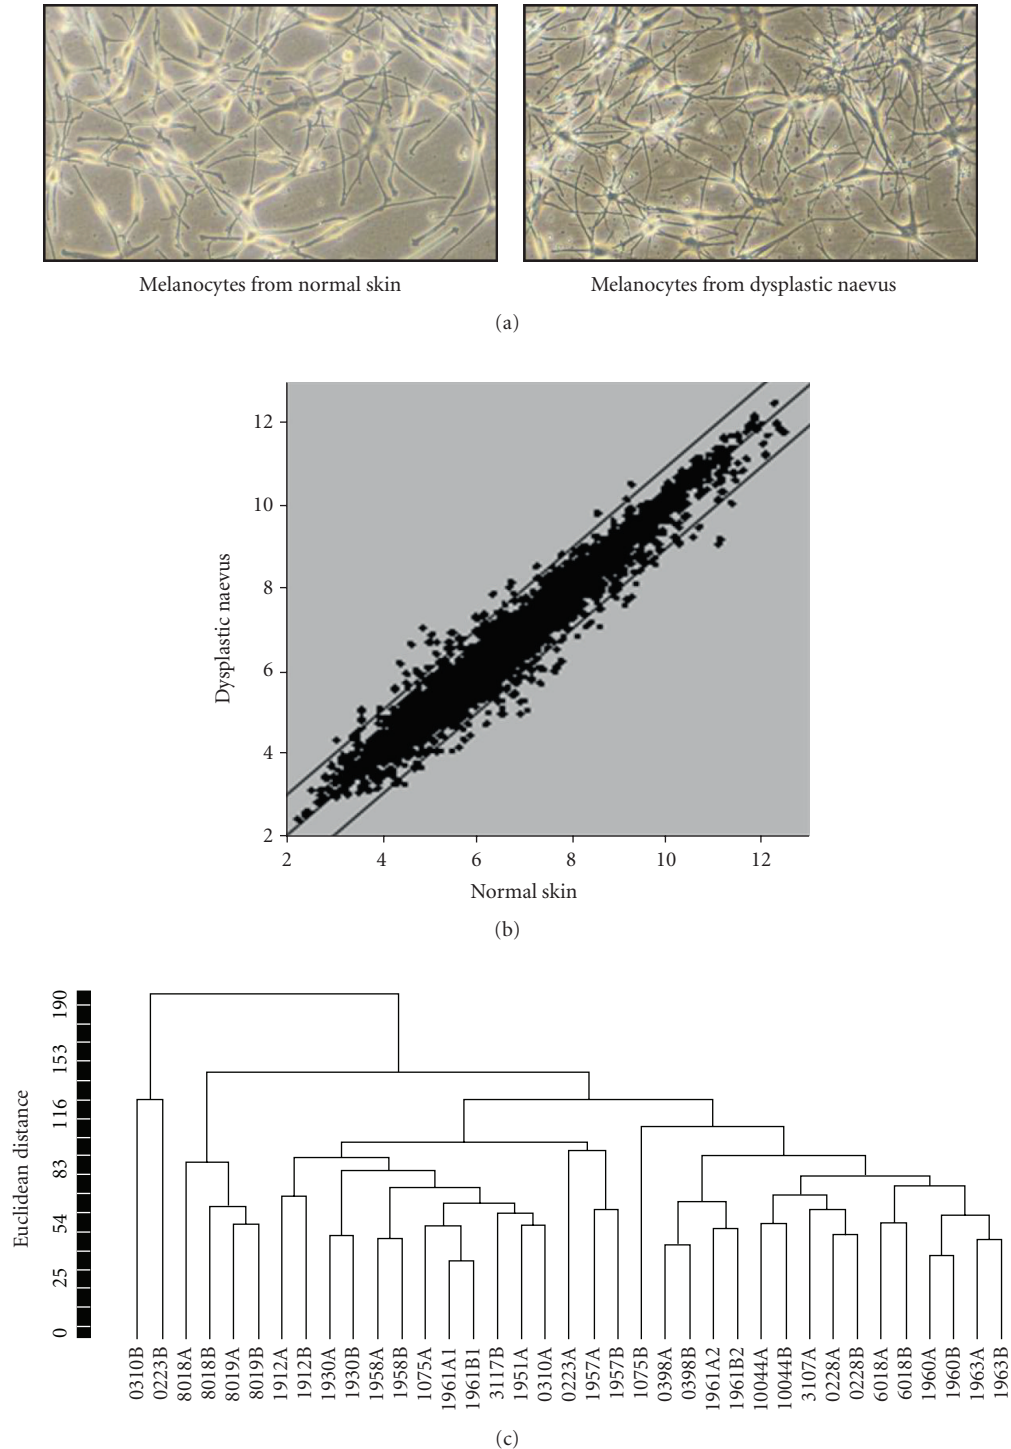 Melanocytes from normal skin
Melanocytes from dysplastic naevus
(a)
12
10
8
6
4
2
Dysplastic naevus
2 4 6 8 10 12
Normal skin
(b)
190
153
116
83
54
25
0
Euclidean distance
0310B
0223B
8018A
8018B
8019A
8019B
1912A
1912B
1930A
1930B
1958A
1958B
1075A
1961A1
1961B1
3117B
1951A
0310A
0223A
1957A
1957B
1075B
0398A
0398B
1961A2
1961B2
10044A
10044B
3107A
0228A
0228B
6018A
6018B
1960A
1960B
1963A
1963B
(c)